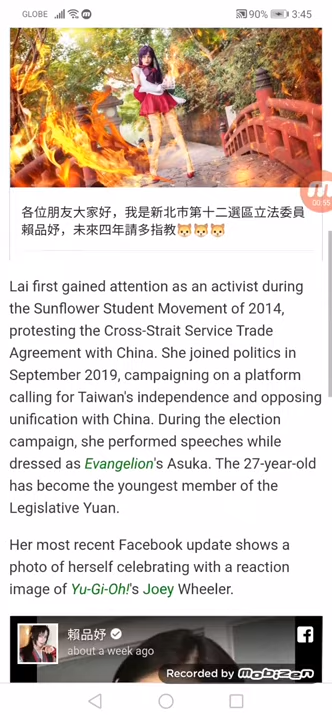 GLOBE 90% 3:45
00:55
各位朋友大家好，我是新北市第十二選區立法委員
賴品妤，未來四年請多指教🐱🐱🐱
Lai first gained attention as an activist during
the Sunflower Student Movement of 2014,
protesting the Cross-Strait Service Trade
Agreement with China. She joined politics in
September 2019, campaigning on a platform
calling for Taiwan's independence and opposing
unification with China. During the election
campaign, she performed speeches while
dressed as Evangelion's Asuka. The 27-year-old
has become the youngest member of the
Legislative Yuan.
Her most recent Facebook update shows a
photo of herself celebrating with a reaction
image of Yu-Gi-Oh!'s Joey Wheeler.
賴品妤
about a week ago
Recorded by mobizen